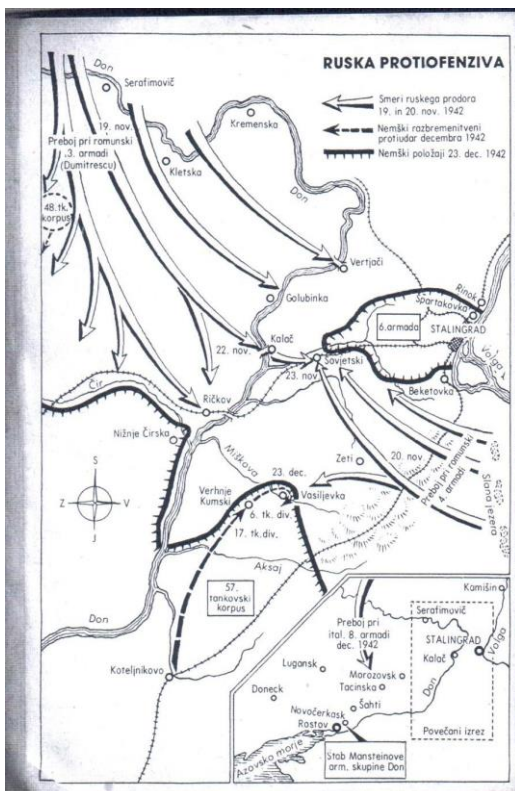 RUSKA PROTIOFENZIVA
Smeri ruskega prodora
19. in 20. nov. 1942
Nemški razbremenitveni
protiudar decembra 1942
Nemški položaji 23. dec. 1942
Don
Serafimovič
19. nov.
Preboj pri romunski
3. armadi
(Dumitrescu)
48. tk.
korpus
Kremenska
Kletska
Don
Vertjači
Golubinka
Rinok
Spartakovka
6. armada
STALINGRAD
Volga
22. nov.
Kalač
Sovjetski
23. nov.
Beketovka
Čir
Ričkov
Nižnje Čirska
Miškova
Zeti
20. nov.
Preboj pri romunski
4. armadi
Slana jezera
S
Z
V
J
23. dec.
Verhnje
Kumski
Vasiljevka
6. tk. div.
17. tk. div.
Aksaj
57.
tankovski
korpus
Don
Koteljnikovo
Kamišin
Preboj pri
ital. 8. armadi
dec. 1942
Serafimovič
STALINGRAD
Kalač
Volga
Lugansk
Morozovsk
Tacinska
Don
Doneck
Šahti
Novočerkask
Rostov
Povečani izrez
Azovsko morje
Štab Mansteinove
arm. skupine Don